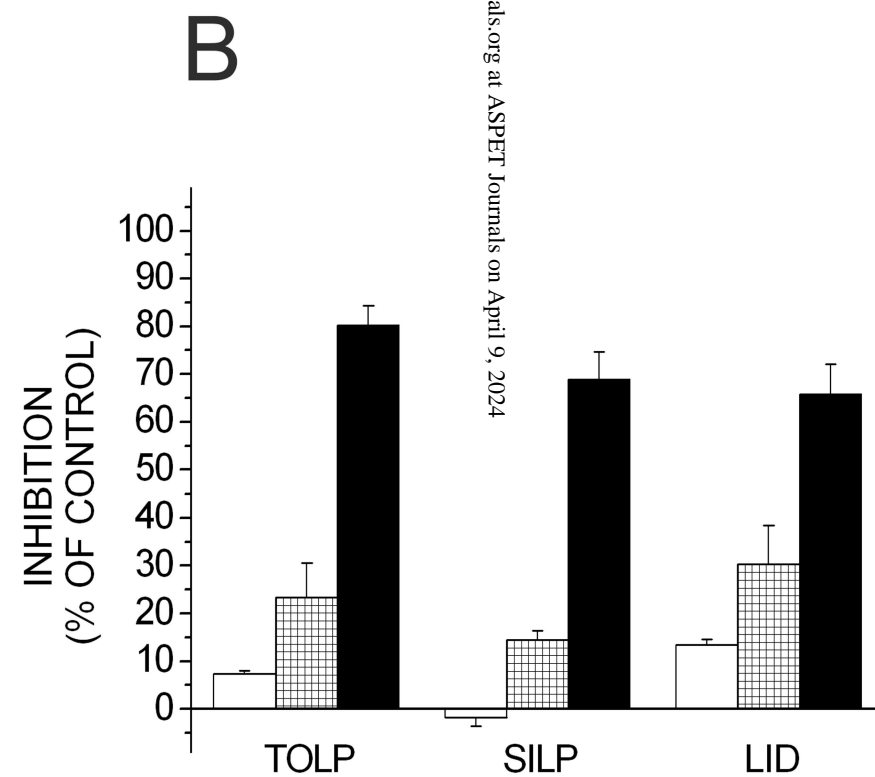 B
als.org at ASPET Journals on April 9, 2024
INHIBITION
(% OF CONTROL)
100
90
80
70
60
50
40
30
20
10
0
TOLP SILP LID